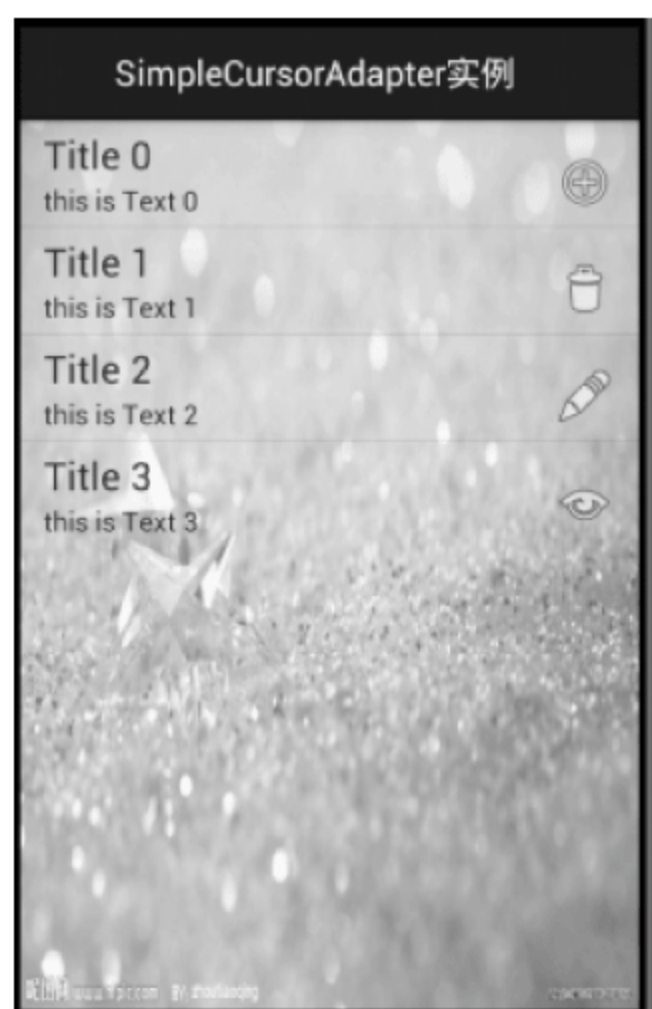 SimpleCursorAdapter实例
Title 0
this is Text 0
Title 1
this is Text 1
Title 2
this is Text 2
Title 3
this is Text 3